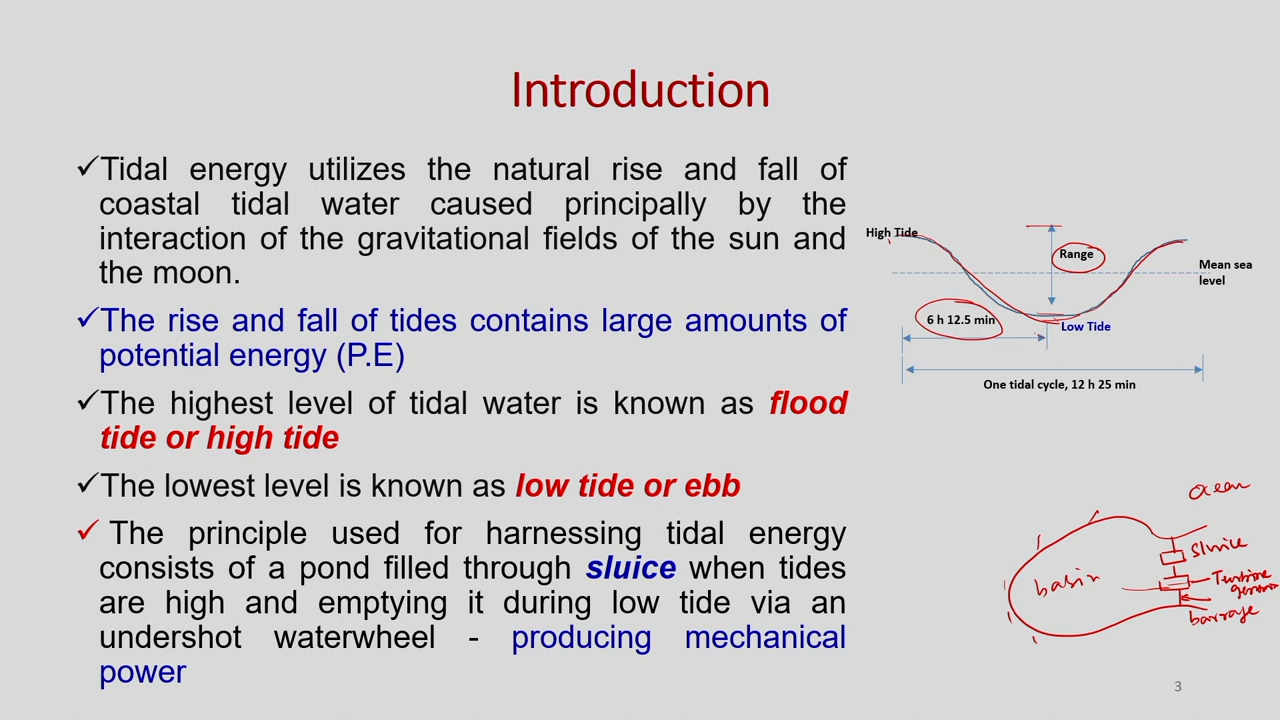 Introduction
✓Tidal energy utilizes the natural rise and fall of
coastal tidal water caused principally by the
interaction of the gravitational fields of the sun and
the moon.
✓The rise and fall of tides contains large amounts of
potential energy (P.E)
✓The highest level of tidal water is known as flood
tide or high tide
✓The lowest level is known as low tide or ebb
✓ The principle used for harnessing tidal energy
consists of a pond filled through sluice when tides
are high and emptying it during low tide via an
undershot waterwheel - producing mechanical
power
High Tide
Range
Mean sea
level
6 h 12.5 min
Low Tide
One tidal cycle, 12 h 25 min
ocean
sluice
basin
Turbine
barrage
3